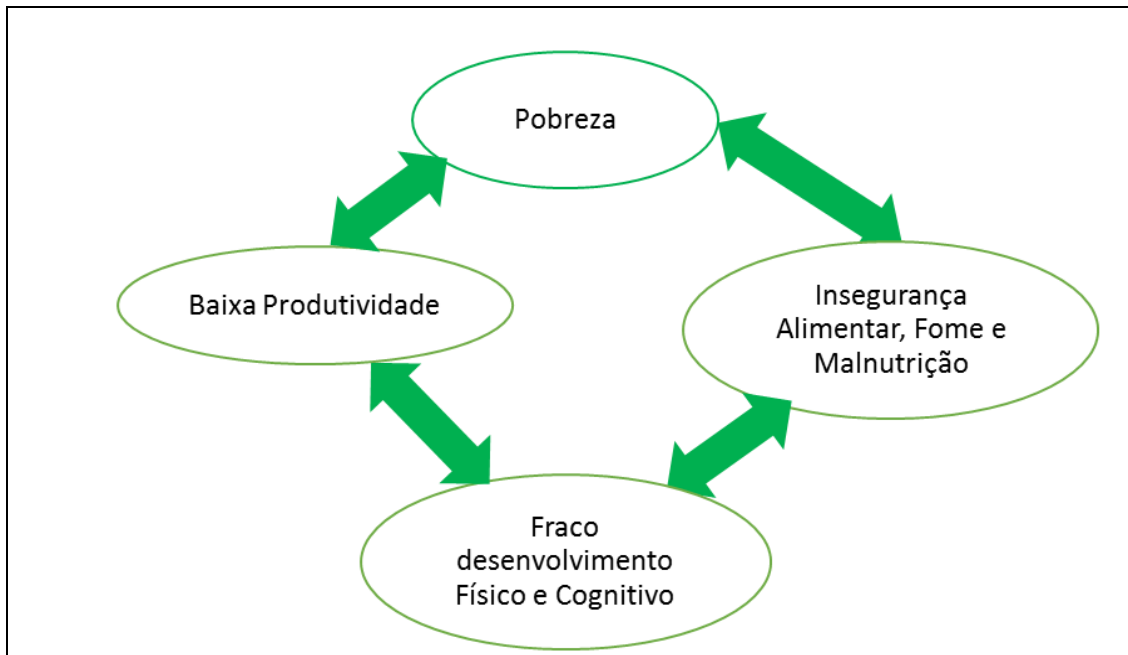 Pobreza
Baixa Produtividade
Insegurança
Alimentar, Fome e
Malnutrição
Fraco
desenvolvimento
Físico e Cognitivo